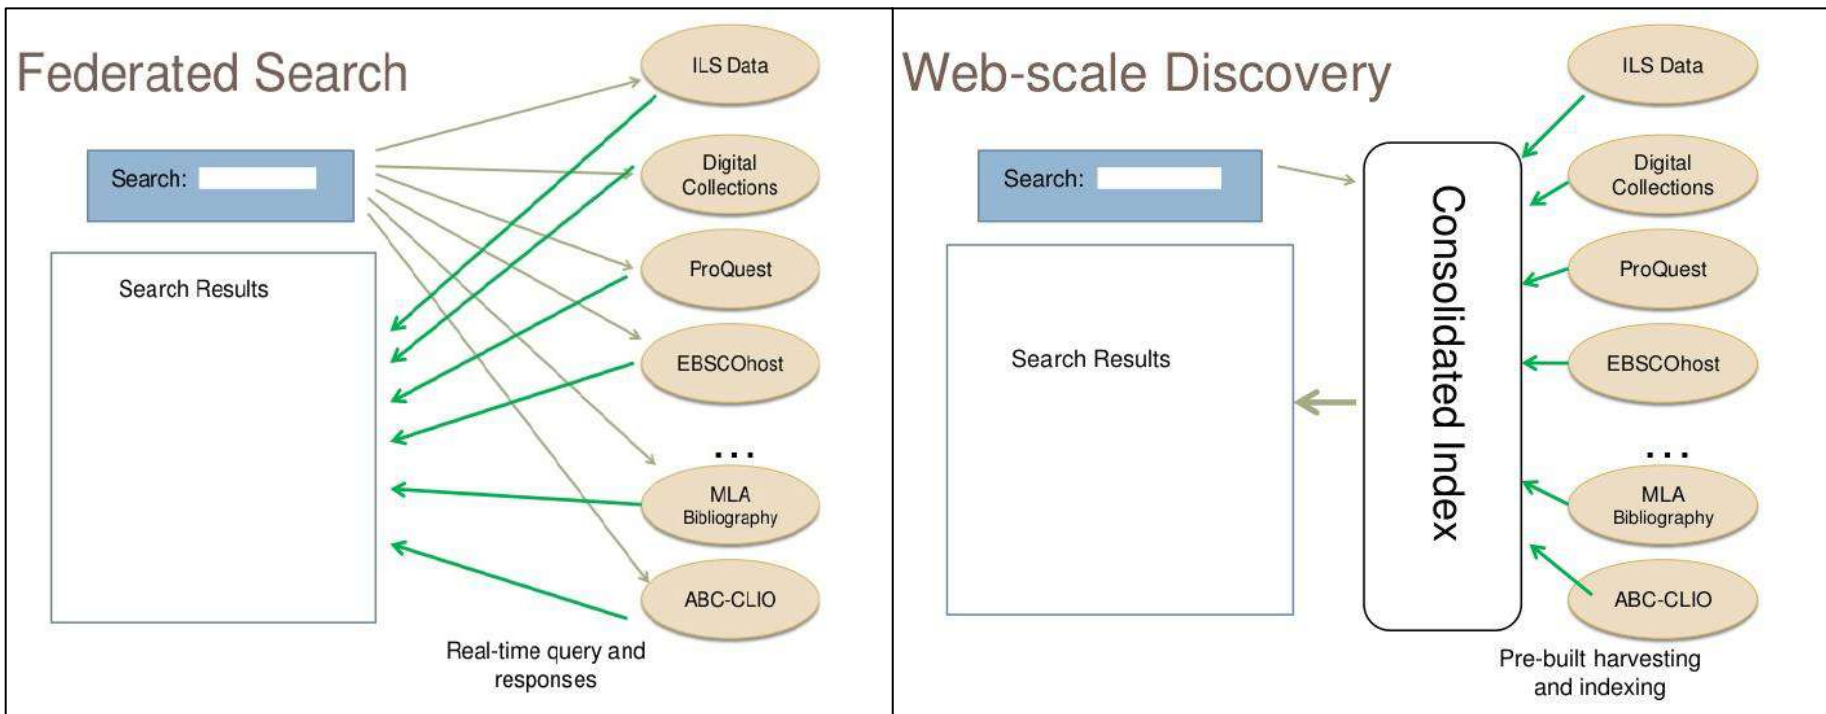 Federated Search
Search:
Search Results
ILS Data
Digital
Collections
ProQuest
EBSCOhost
...
MLA
Bibliography
ABC-CLIO
Real-time query and
responses
Web-scale Discovery
Search:
Search Results
Consolidated Index
ILS Data
Digital
Collections
ProQuest
EBSCOhost
...
MLA
Bibliography
ABC-CLIO
Pre-built harvesting
and indexing